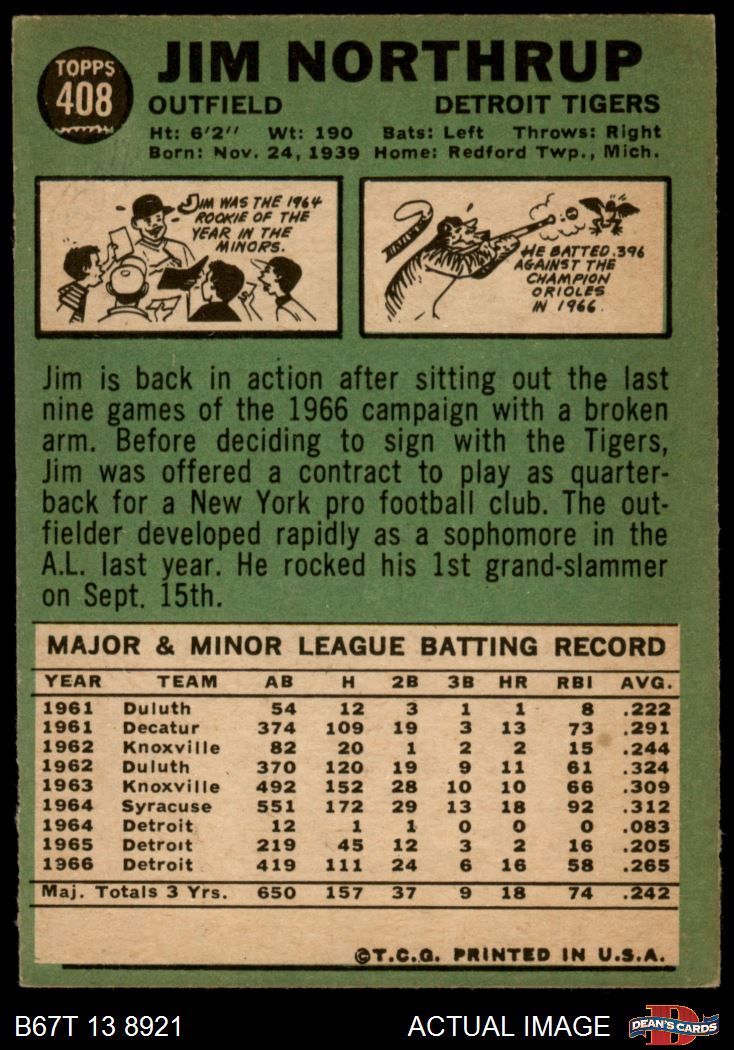 TOPPS
408
JIM NORTHRUP
OUTFIELD DETROIT TIGERS
Ht: 6'2" Wt: 190 Bats: Left Throws: Right
Born: Nov. 24, 1939 Home: Redford Twp., Mich.
JIM WAS THE 1964
ROOKIE OF THE
YEAR IN THE
MINORS.
HE BATTED .396
AGAINST THE
CHAMPION
ORIOLES
IN 1966.
Jim is back in action after sitting out the last
nine games of the 1966 campaign with a broken
arm. Before deciding to sign with the Tigers,
Jim was offered a contract to play as quarter-
back for a New York pro football club. The out-
fielder developed rapidly as a sophomore in the
A.L. last year. He rocked his 1st grand-slammer
on Sept. 15th.
MAJOR & MINOR LEAGUE BATTING RECORD
YEAR TEAM AB H 2B 3B HR RBI AVG.
1961 Duluth 54 12 3 1 1 8 .222
1961 Decatur 374 109 19 3 13 73 .291
1962 Knoxville 82 20 1 2 2 15 .244
1962 Duluth 370 120 19 9 11 61 .324
1963 Knoxville 492 152 28 10 10 66 .309
1964 Syracuse 551 172 29 13 18 92 .312
1964 Detroit 12 1 1 0 0 0 .083
1965 Detroit 219 45 12 3 2 16 .205
1966 Detroit 419 111 24 6 16 58 .265
Maj. Totals 3 Yrs. 650 157 37 9 18 74 .242
©T.C.G. PRINTED IN U.S.A.
B67T 13 8921 ACTUAL IMAGE
D
DEAN'S CARDS